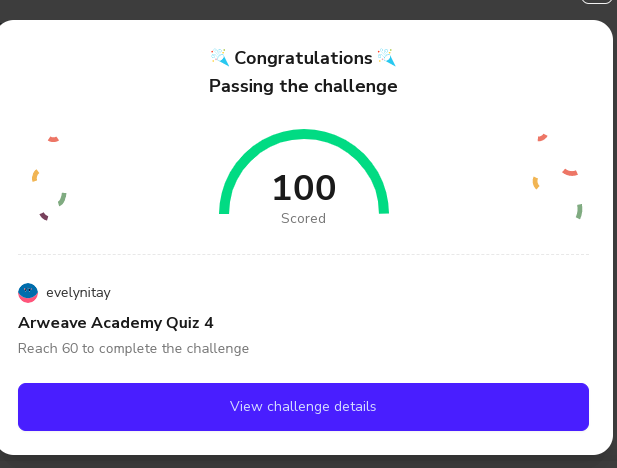 Congratulations
Passing the challenge
100
Scored
evelynitay
Arweave Academy Quiz 4
Reach 60 to complete the challenge
View challenge details